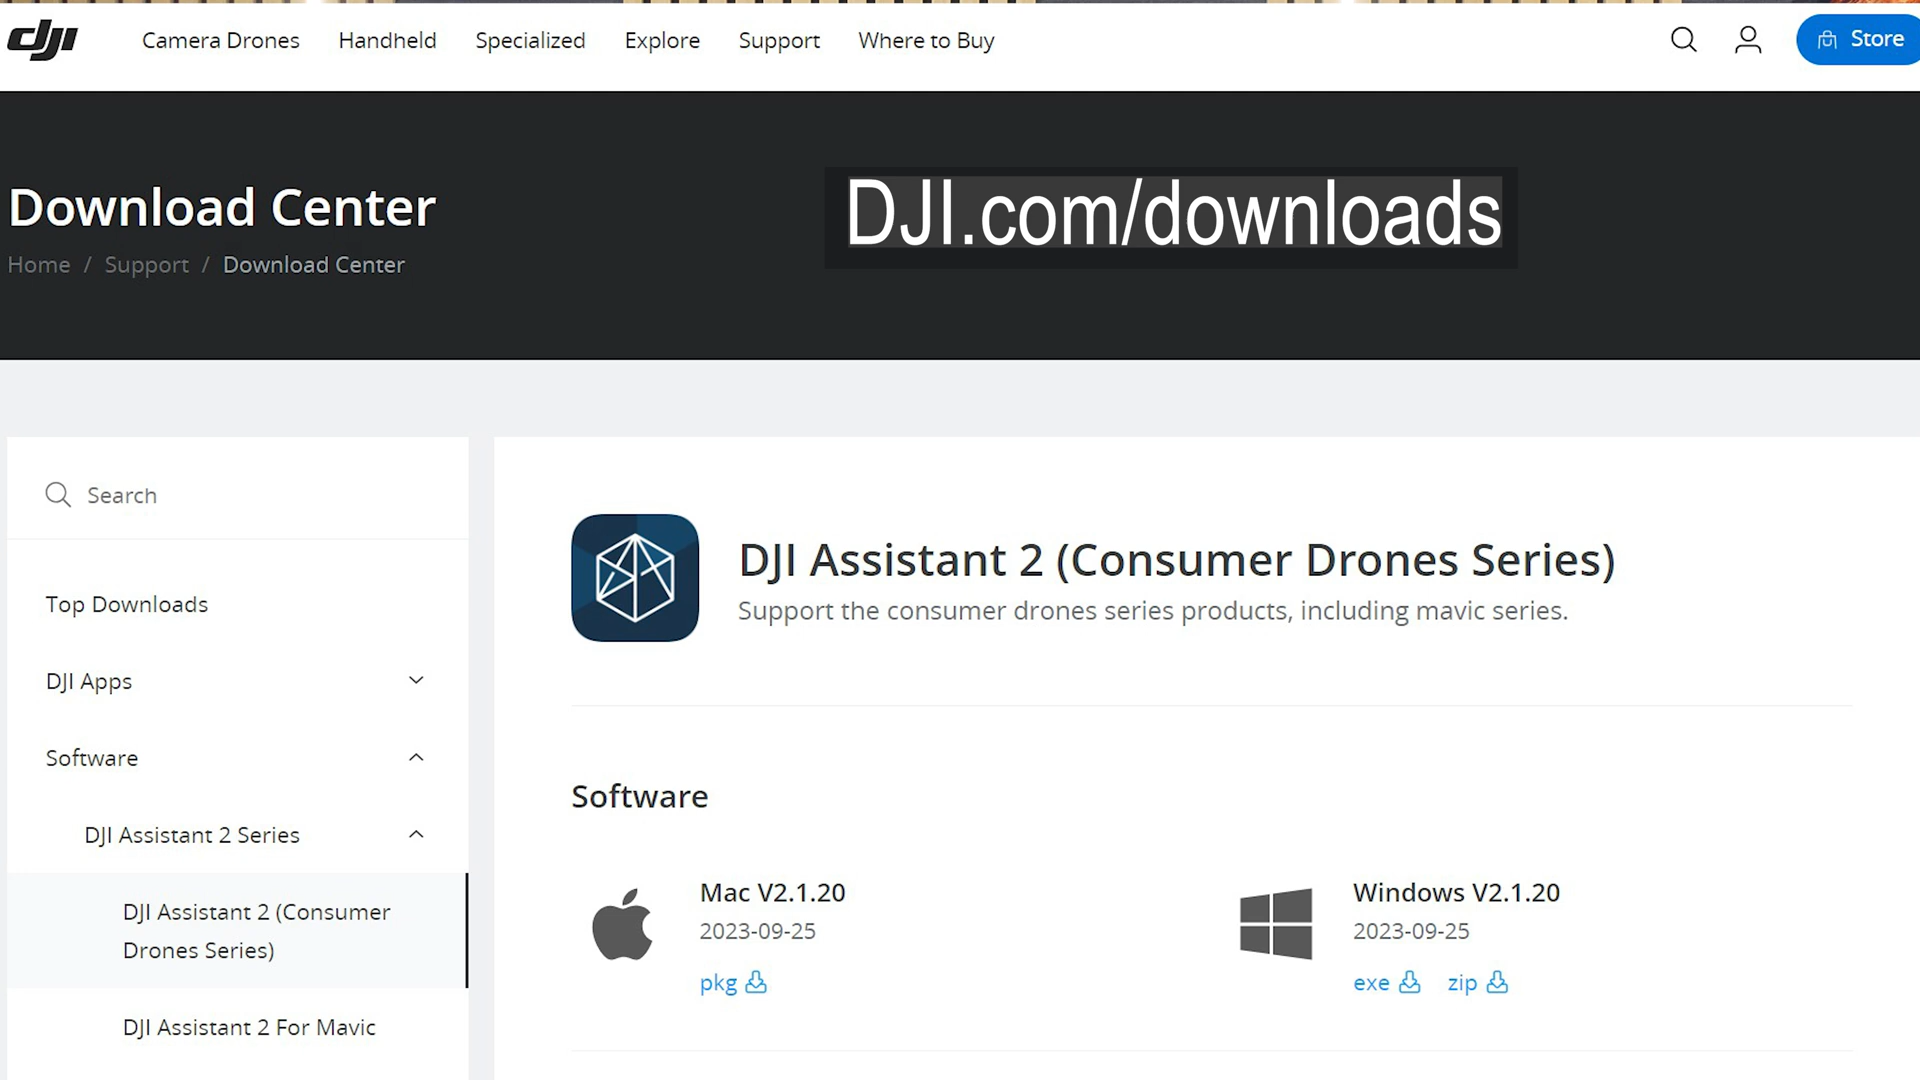 dji
Camera Drones
Handheld
Specialized
Explore
Support
Where to Buy
Store
Download Center
Home / Support / Download Center
DJI.com/downloads
Search
Top Downloads
DJI Apps
Software
DJI Assistant 2 Series
DJI Assistant 2 (Consumer
Drones Series)
DJI Assistant 2 For Mavic
DJI Assistant 2 (Consumer Drones Series)
Support the consumer drones series products, including mavic series.
Software
Mac V2.1.20
2023-09-25
pkg
Windows V2.1.20
2023-09-25
exe zip